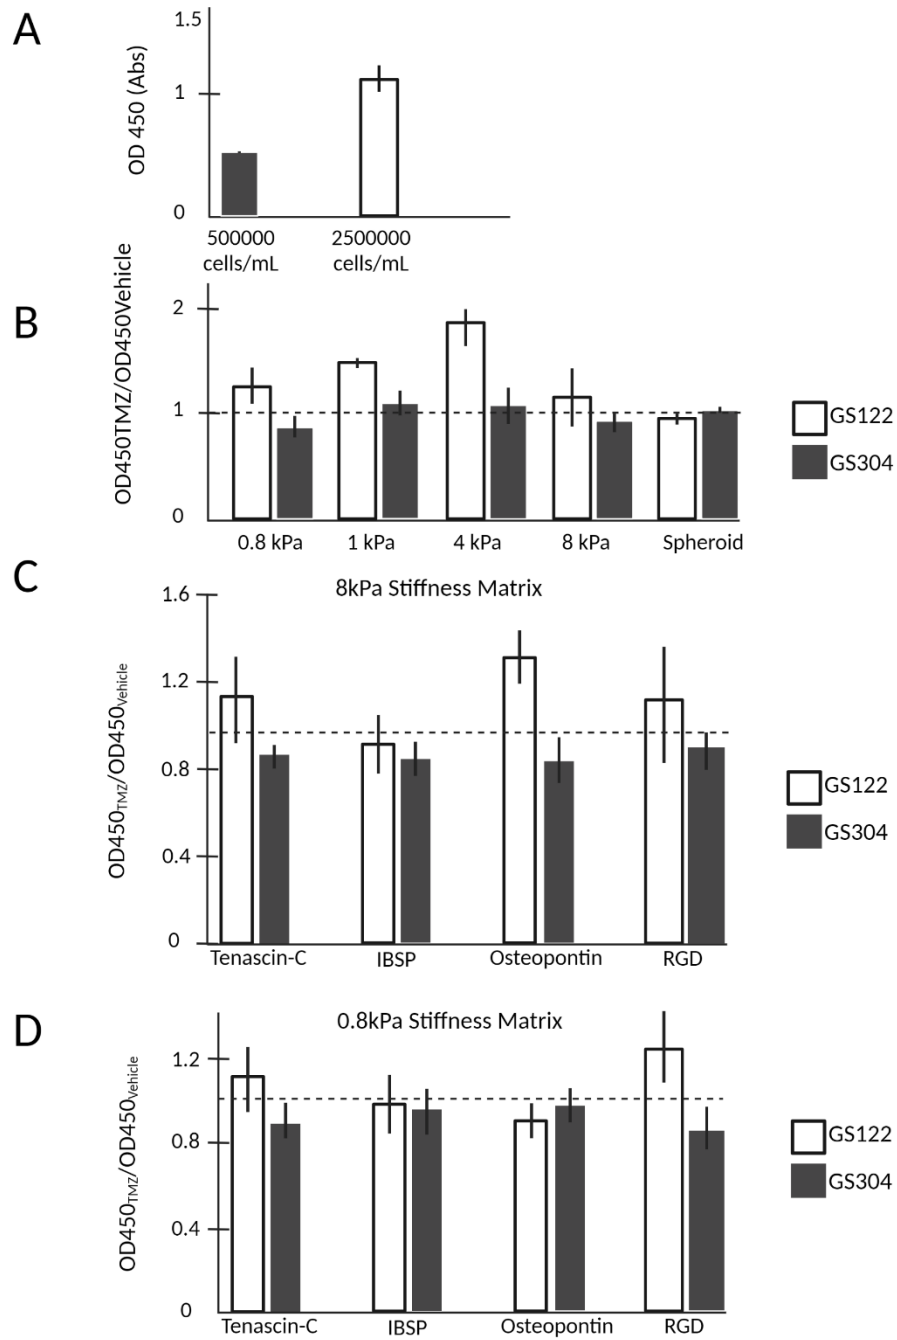 A
OD 450 (Abs)
1.5
1
0
500000
cells/mL
2500000
cells/mL
B
OD450TMZ/OD450Vehicle
2
1
0
0.8 kPa
1 kPa
4 kPa
8 kPa
Spheroid
GS122
GS304
C
8kPa Stiffness Matrix
OD450TMZ/OD450Vehicle
1.6
1.2
0.8
0.4
0
Tenascin-C
IBSP
Osteopontin
RGD
GS122
GS304
D
0.8kPa Stiffness Matrix
OD450TMZ/OD450Vehicle
1.2
0.8
0.4
0
Tenascin-C
IBSP
Osteopontin
RGD
GS122
GS304